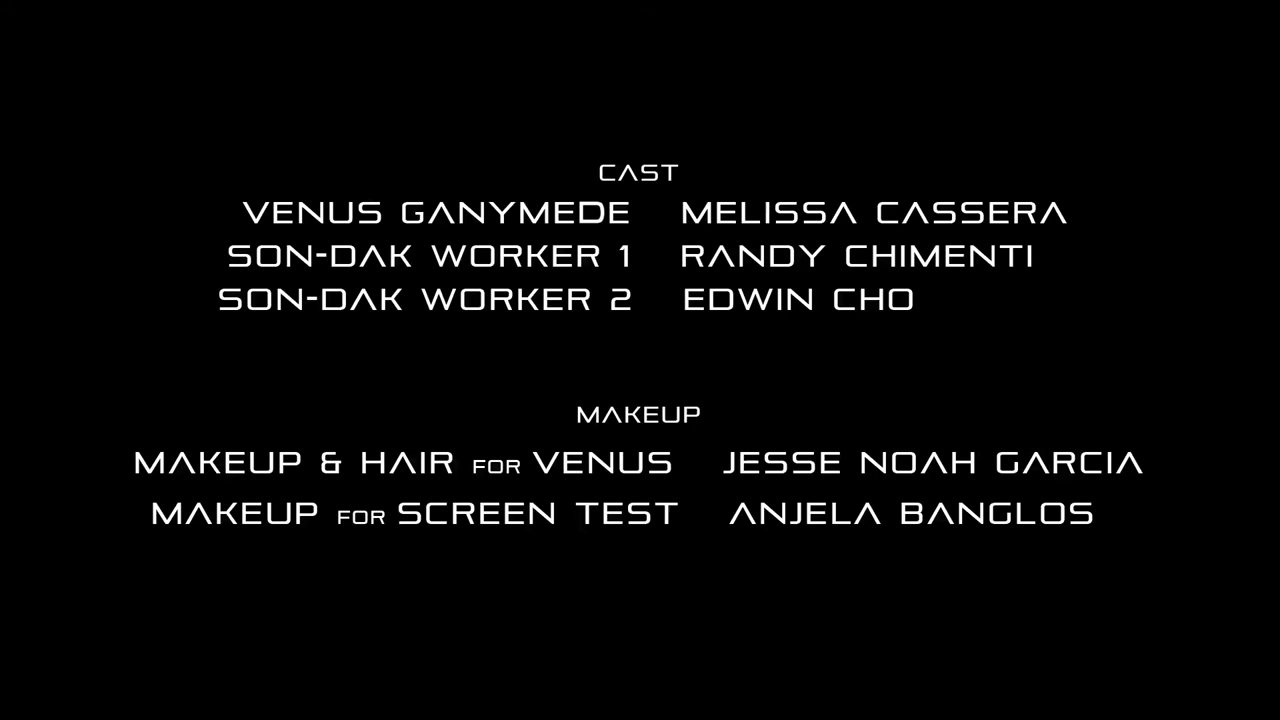 CAST
VENUS GANYMEDE MELISSA CASSERA
SON-DAK WORKER 1 RANDY CHIMENTI
SON-DAK WORKER 2 EDWIN CHO
MAKEUP
MAKEUP & HAIR FOR VENUS JESSE NOAH GARCIA
MAKEUP FOR SCREEN TEST ANJELA BANGLOS